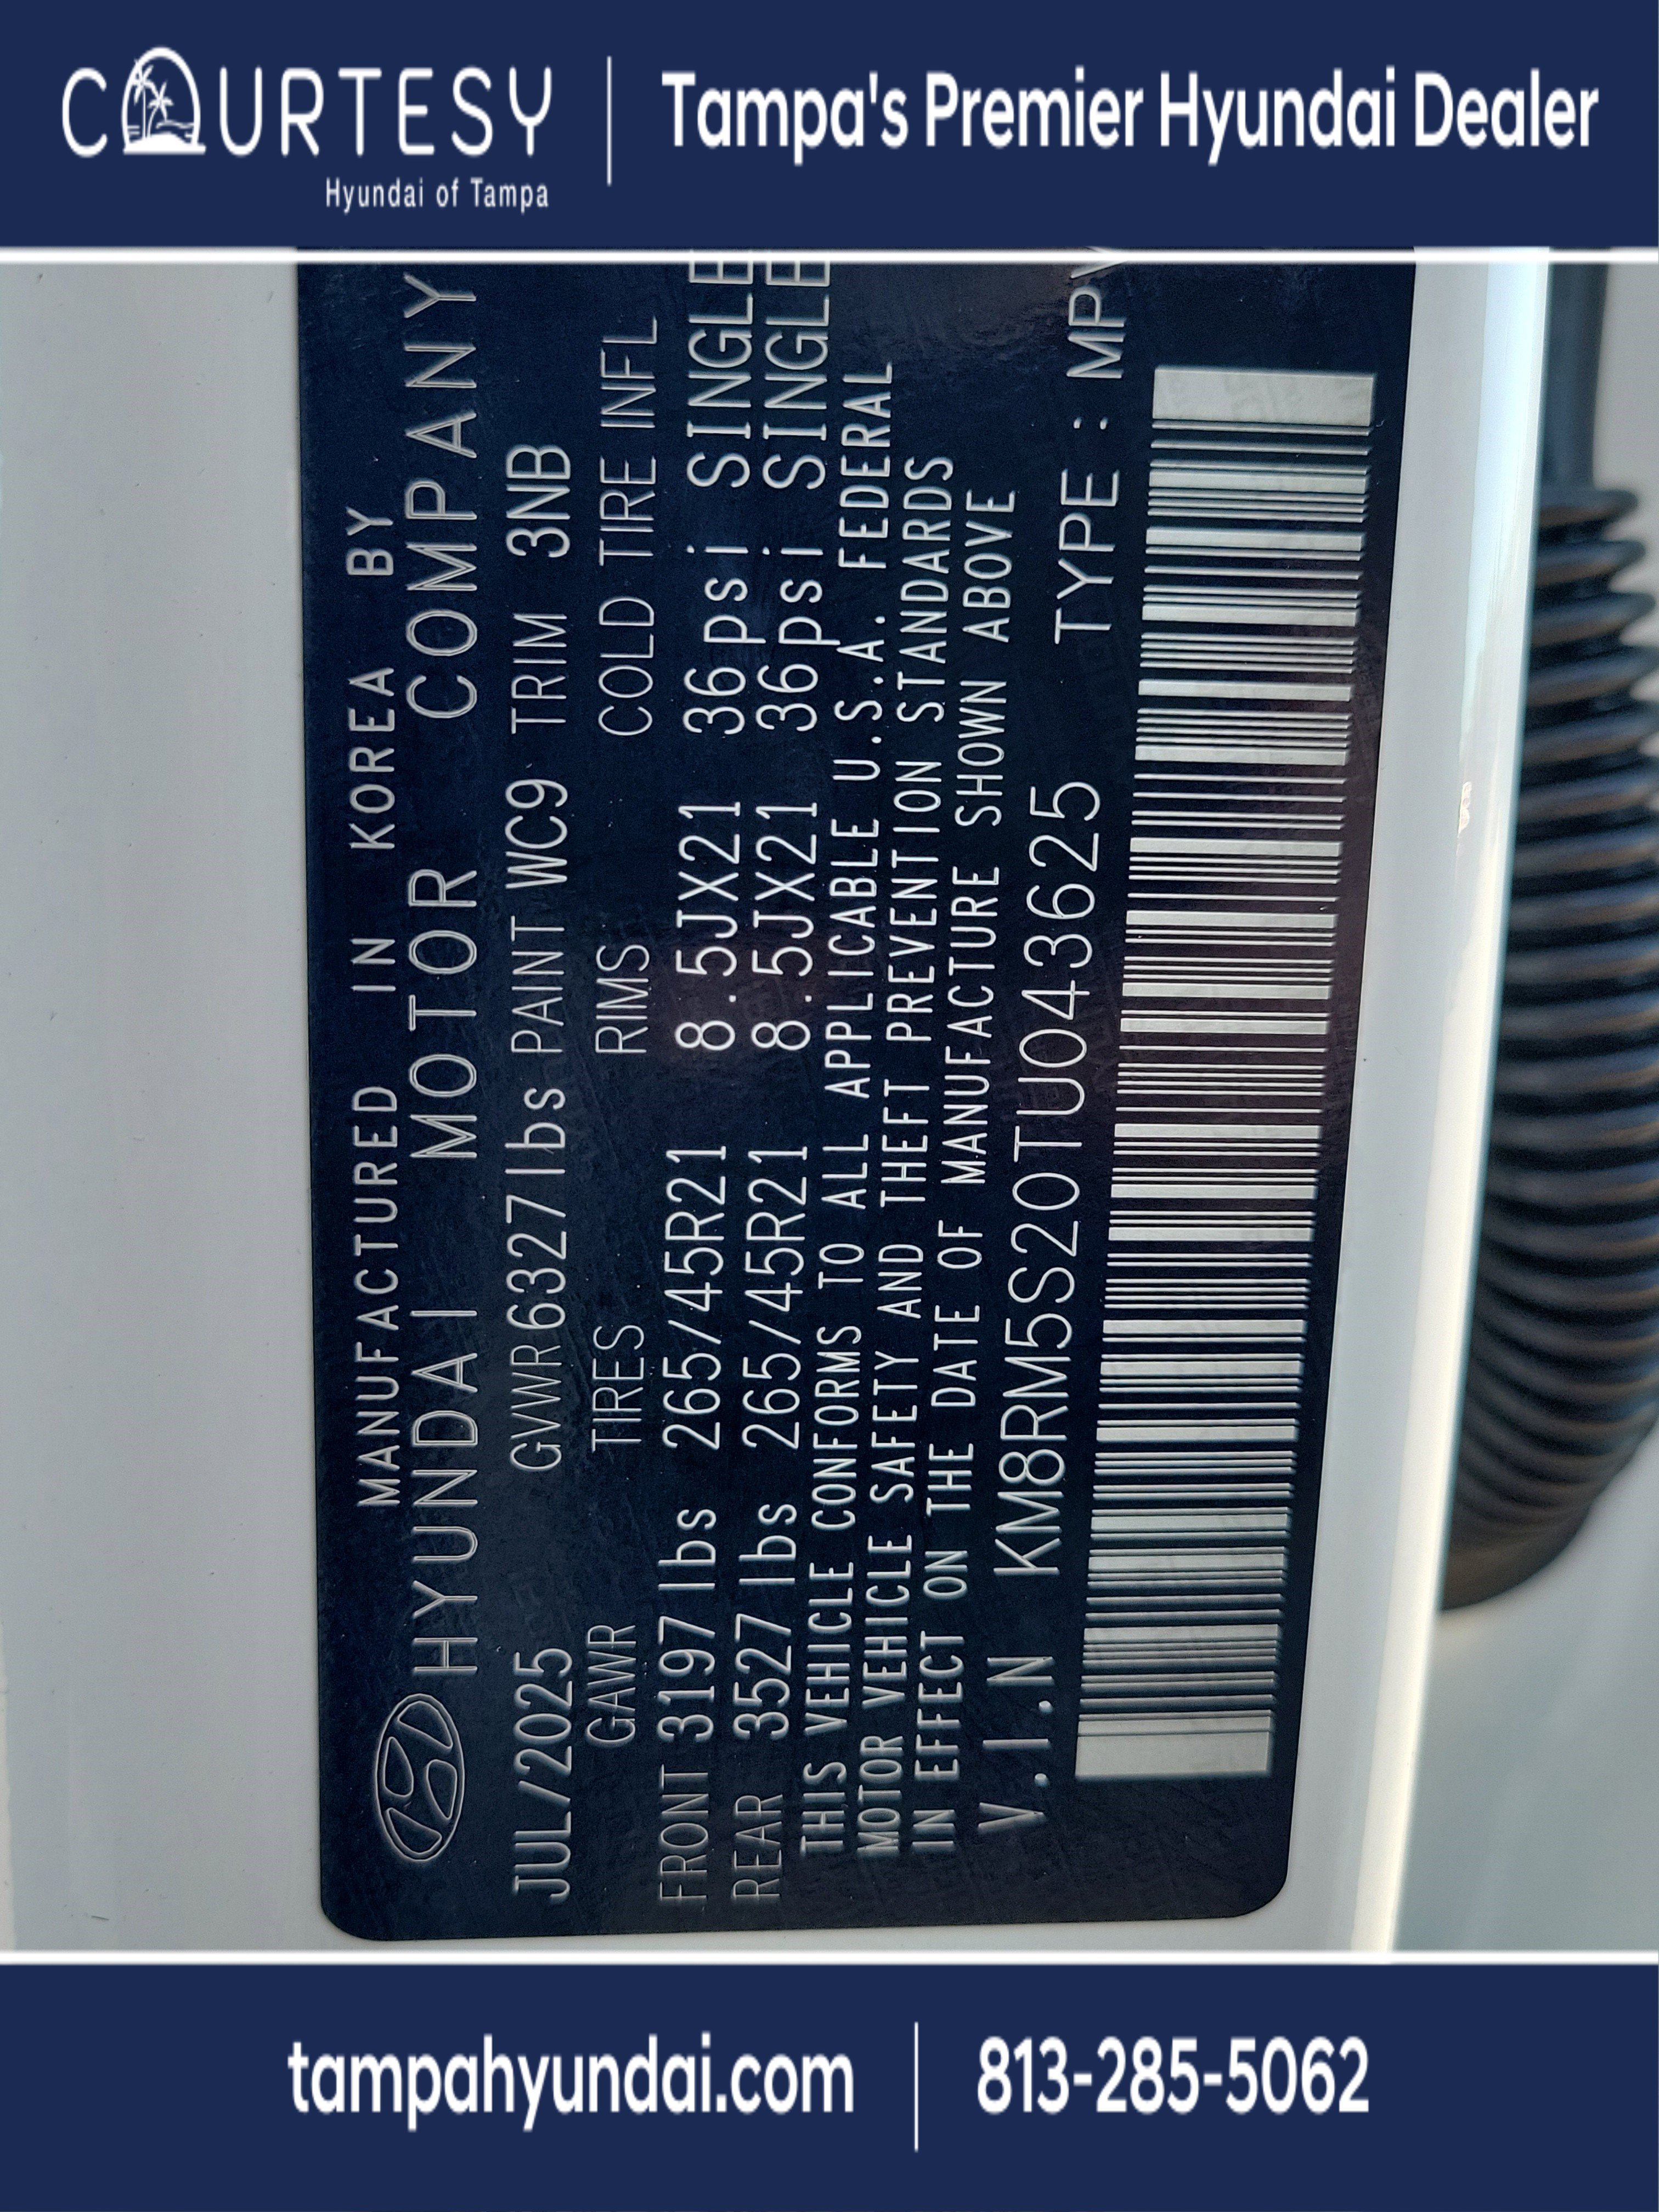 COURTESY
Hyundai of Tampa
Tampa's Premier Hyundai Dealer
MANUFACTURED IN KOREA BY
HYUNDAI MOTOR COMPANY
JUL/2025 GVWR 6327 lbs PAINT WC9 TRIM 3NB
GAWR TIRES RIMS COLD TIRE INFL
FRONT 3197 lbs 265/45R21 8.5JX21 36psi SINGLE
REAR 3527 lbs 265/45R21 8.5JX21 36psi SINGLE
THIS VEHICLE CONFORMS TO ALL APPLICABLE U.S.A. FEDERAL
MOTOR VEHICLE SAFETY AND THEFT PREVENTION STANDARDS
IN EFFECT ON THE DATE OF MANUFACTURE SHOWN ABOVE
V.I.N KM8RM5S20TU043625 TYPE : MPV
tampahyundai.com
813-285-5062